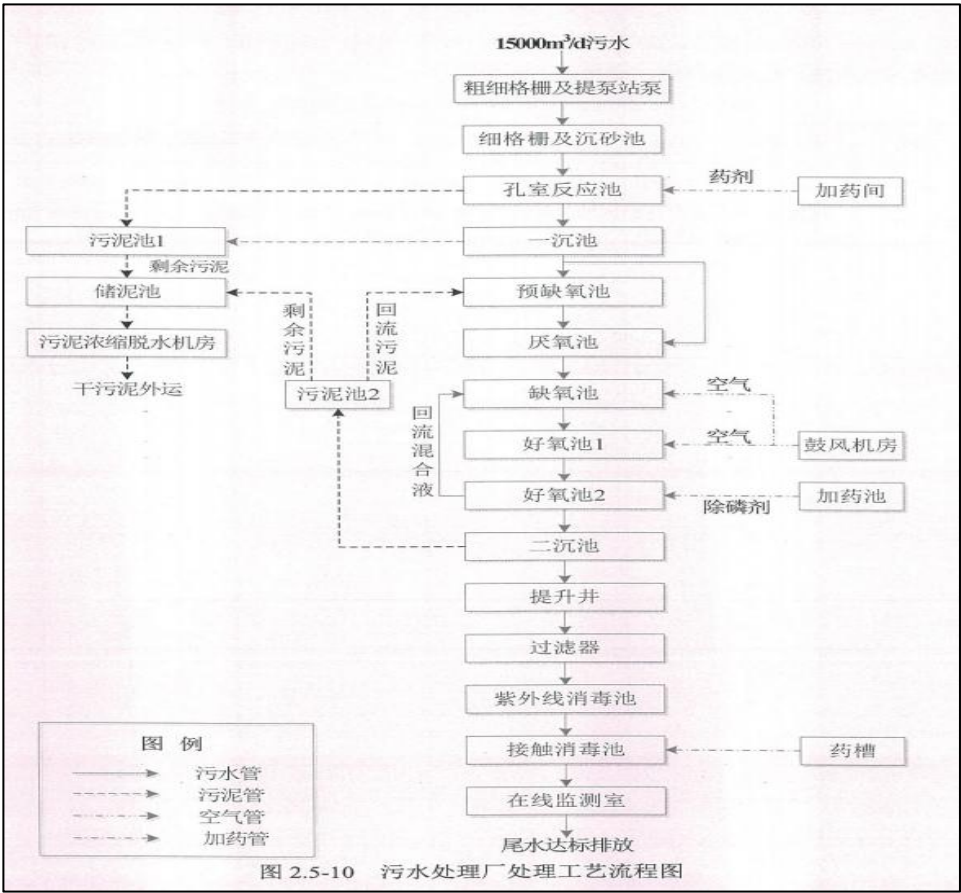 15000m³/d污水
粗细格栅及提泵站泵
细格栅及沉砂池
孔室反应池
药剂
加药间
污泥池1
一沉池
剩余污泥
储泥池
剩余污泥
回流污泥
预缺氧池
污泥浓缩脱水机房
厌氧池
干污泥外运
污泥池2
缺氧池
空气
回流混合液
好氧池1
空气
鼓风机房
好氧池2
除磷剂
加药池
二沉池
提升井
过滤器
紫外线消毒池
接触消毒池
药槽
在线监测室
尾水达标排放
图 例
污水管
污泥管
空气管
加药管
图 2.5-10 污水处理厂处理工艺流程图